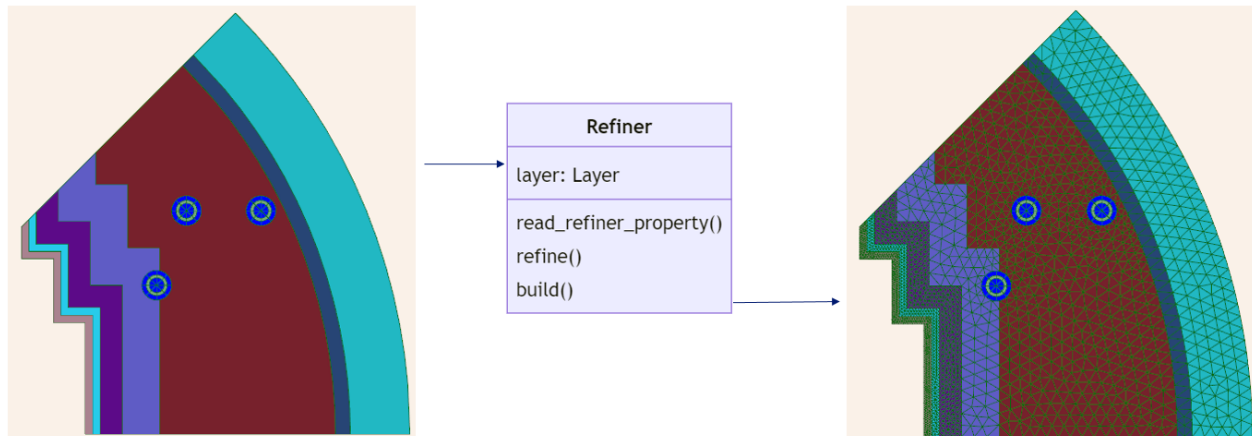 Refiner
layer: Layer
read_refiner_property()
refine()
build()